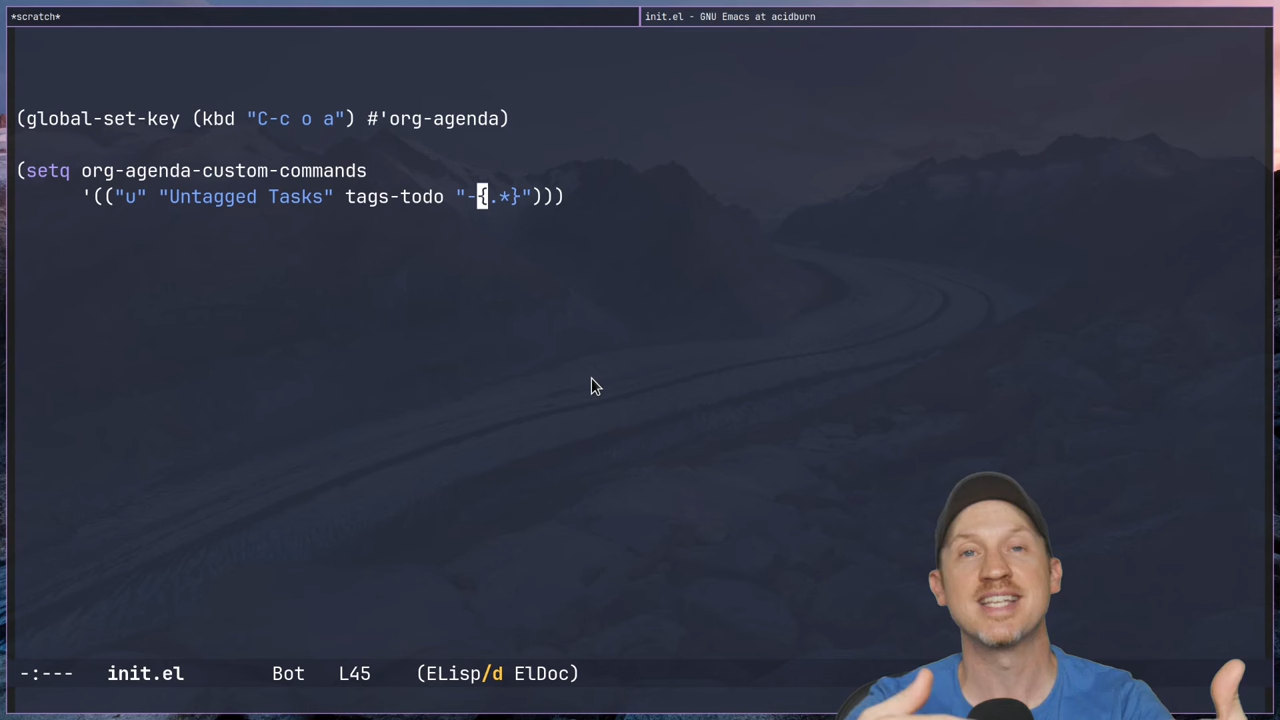 *scratch*
init.el - GNU Emacs at acidburn
(global-set-key (kbd "C-c o a") #'org-agenda)
(setq org-agenda-custom-commands
'(("u" "Untagged Tasks" tags-todo "-{.*}")))
-:--- init.el Bot L45 (ELisp/d ElDoc)